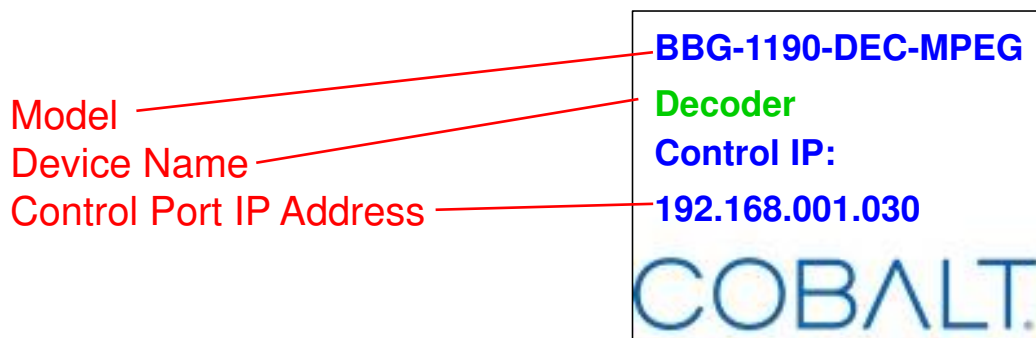 BBG-1190-DEC-MPEG
Model
Decoder
Device Name
Control IP:
Control Port IP Address
192.168.001.030
COBALT.